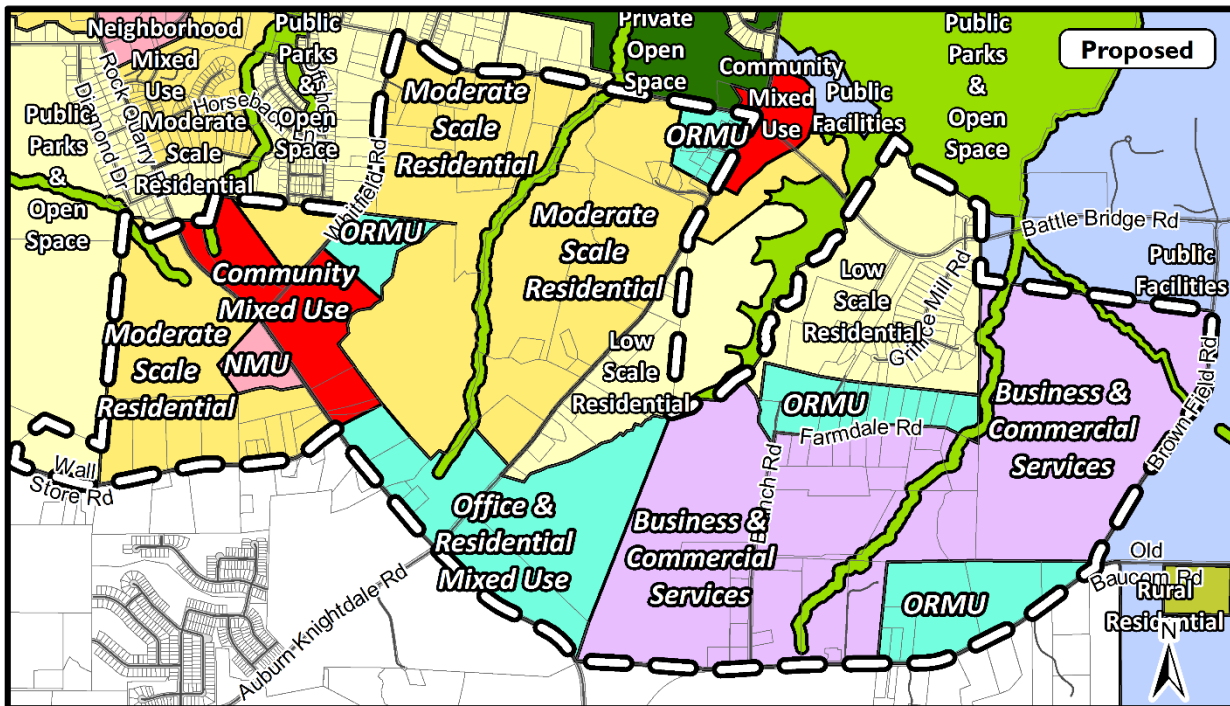 Neighborhood
Mixed
Use
Public
Parks
&
Open
Space
Private
Open
Space
Public
Parks
&
Open
Space
Proposed
Rock Quarry
Diamond Dr
Horseback
Moderate
Scale
Residential
Public
Parks
&
Open
Space
Whitfield Rd
Moderate
Scale
Residential
Community
Mixed
Use
ORMU
Public
Facilities
Battle Bridge Rd
Public
Facilities
ORMU
Community
Mixed Use
Moderate
Scale
Residential
Low
Scale
Residential
Grince Mill Rd
Moderate
Scale
Residential
NMU
Low
Scale
Residential
ORMU
Farmdale Rd
Business &
Commercial
Services
Brown Field Rd
Wall
Store Rd
Office &
Residential
Mixed Use
Business &
Commercial
Services
Auburn Knightdale Rd
ORMU
Old
Baucom Rd
Rural
Residential
N